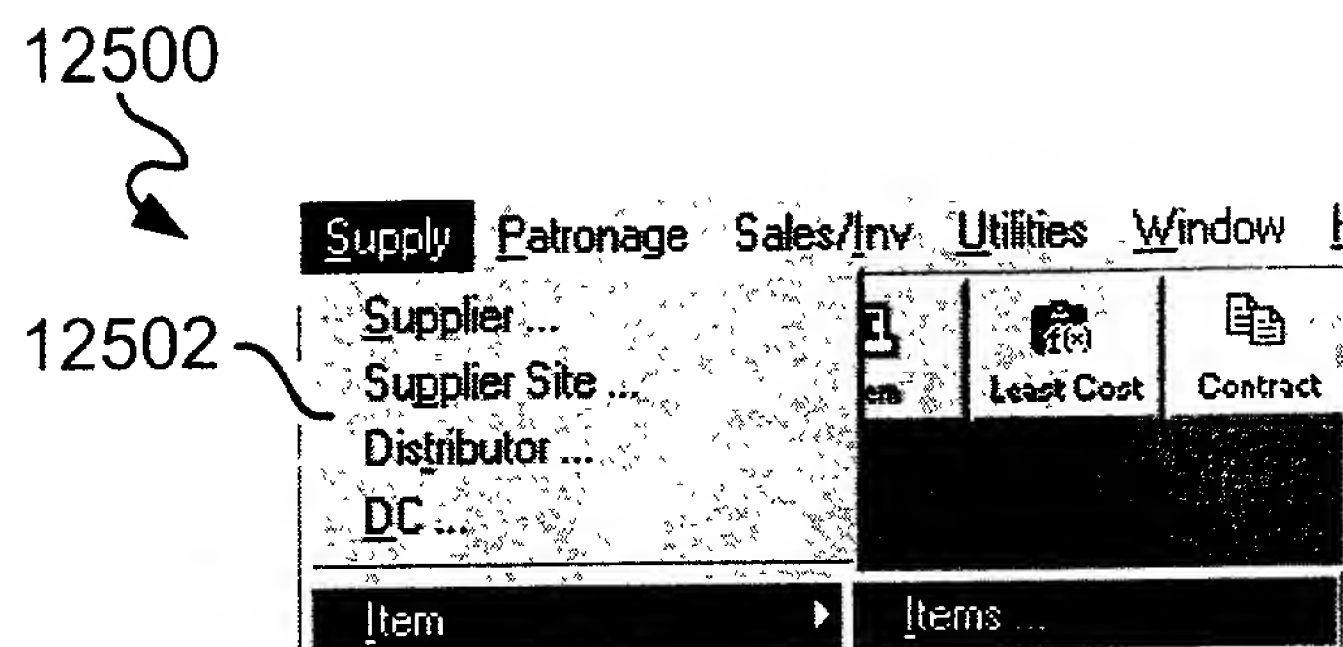 12500
Supply Patronage Sales/Inv Utilities Window
12502
Supplier ...
Supplier Site ...
Distributor ...
DC ...
Least Cost
Contract
Item
Items ...